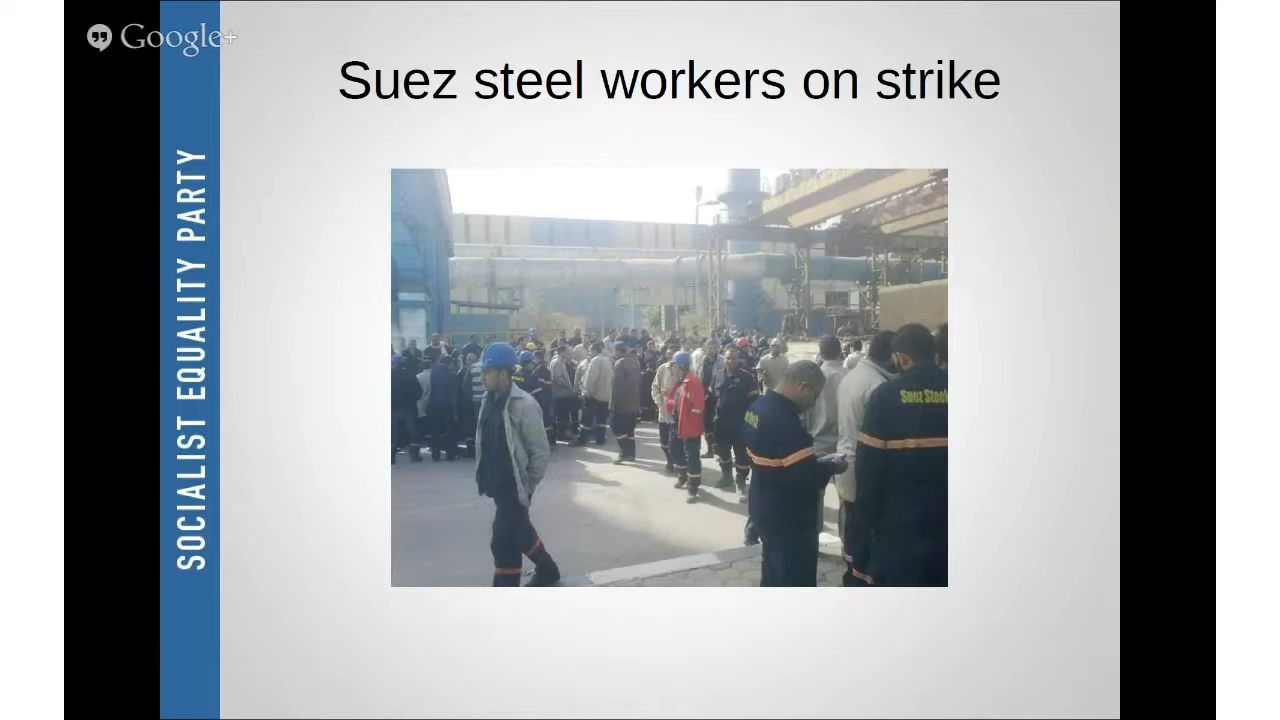 Google+
Suez steel workers on strike
SOCIALIST EQUALITY PARTY
Suez Steel